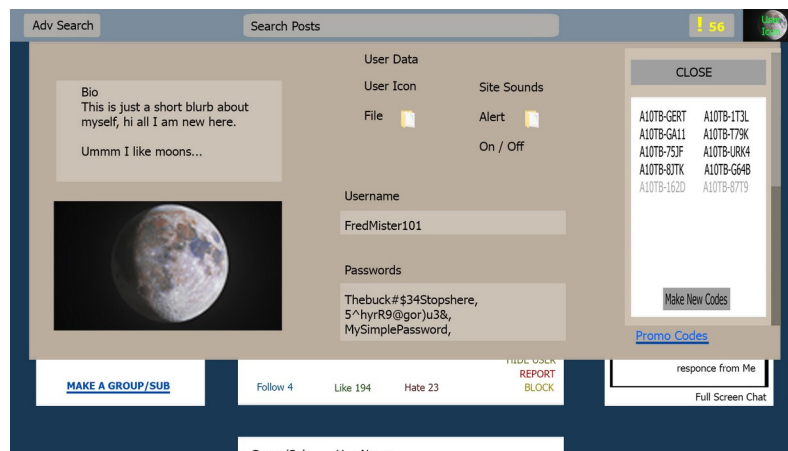 Adv Search
Search Posts
! 56
User
Icon
User Data
User Icon
Site Sounds
File
Alert
On / Off
Bio
This is just a short blurb about
myself, hi all I am new here.
Ummm I like moons...
Username
FredMister101
Passwords
Thebuck#$34Stopshere,
5^hyrR9@gor)u3&,
MySimplePassword,
CLOSE
A10TB-GERT A10TB-1T3L
A10TB-GA11 A10TB-T79K
A10TB-75JF A10TB-URK4
A10TB-8JTK A10TB-G64B
A10TB-162D A10TB-87T9
Make New Codes
Promo Codes
MAKE A GROUP/SUB
Follow 4
Like 194
Hate 23
HIDE USER
REPORT
BLOCK
responce from Me
Full Screen Chat